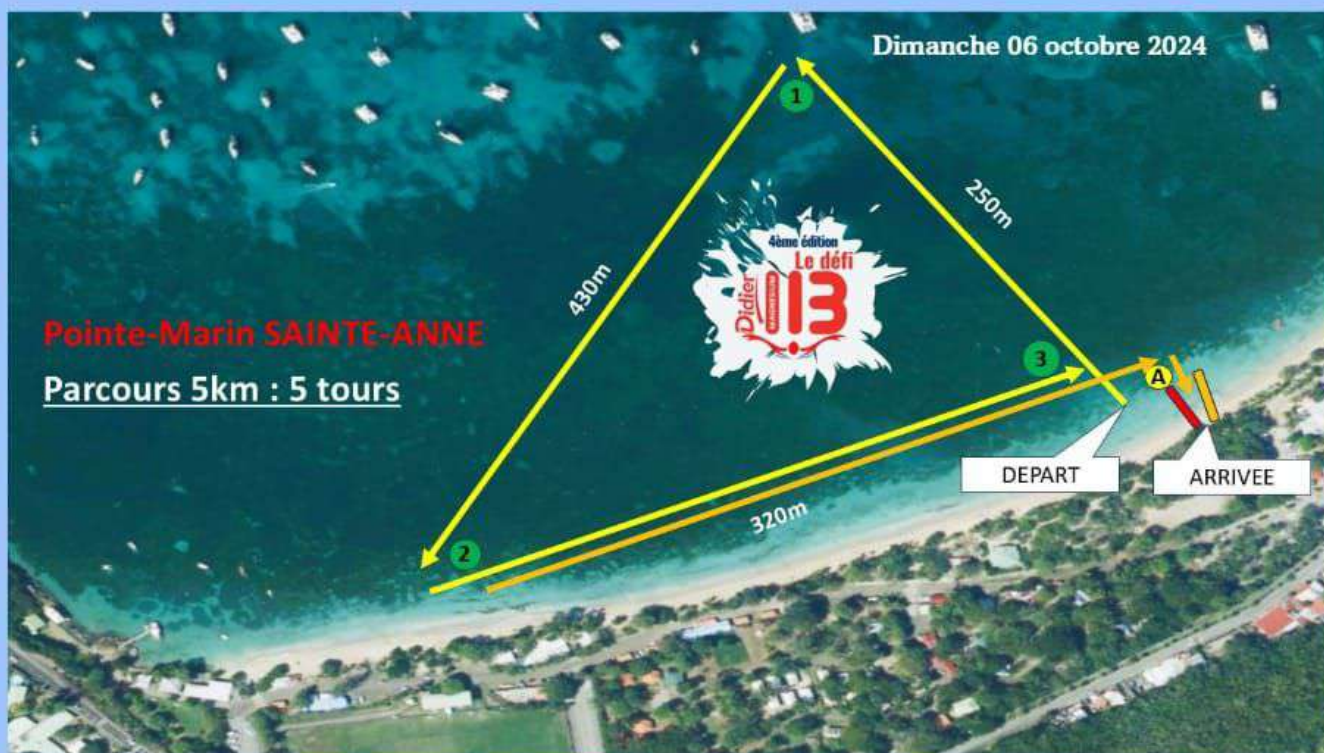 Dimanche 06 octobre 2024
1
250m
430m
4ème édition
Le défi
Didier
113
Pointe-Marin SAINTE-ANNE
Parcours 5km : 5 tours
3
A
DEPART
ARRIVEE
320m
2